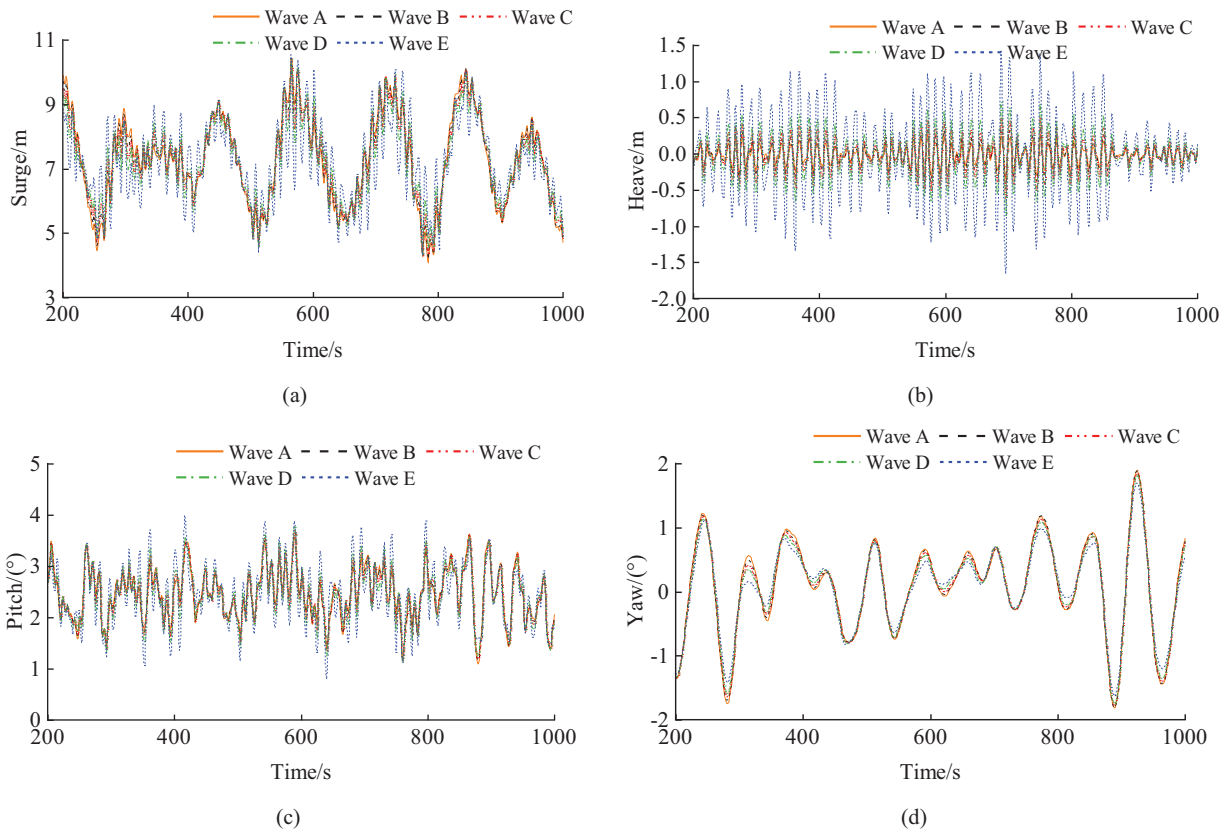 Wave A Wave B Wave C
Wave D Wave E
11
9
7
5
3
Surge/m
200 400 600 800 1000
Time/s
(a)
Wave A Wave B Wave C
Wave D Wave E
1.5
1.0
0.5
0.0
-0.5
-1.0
-1.5
-2.0
Heave/m
200 400 600 800 1000
Time/s
(b)
Wave A Wave B Wave C
Wave D Wave E
5
4
3
2
1
0
Pitch/(°)
200 400 600 800 1000
Time/s
(c)
Wave A Wave B Wave C
Wave D Wave E
2
1
0
-1
-2
Yaw/(°)
200 400 600 800 1000
Time/s
(d)